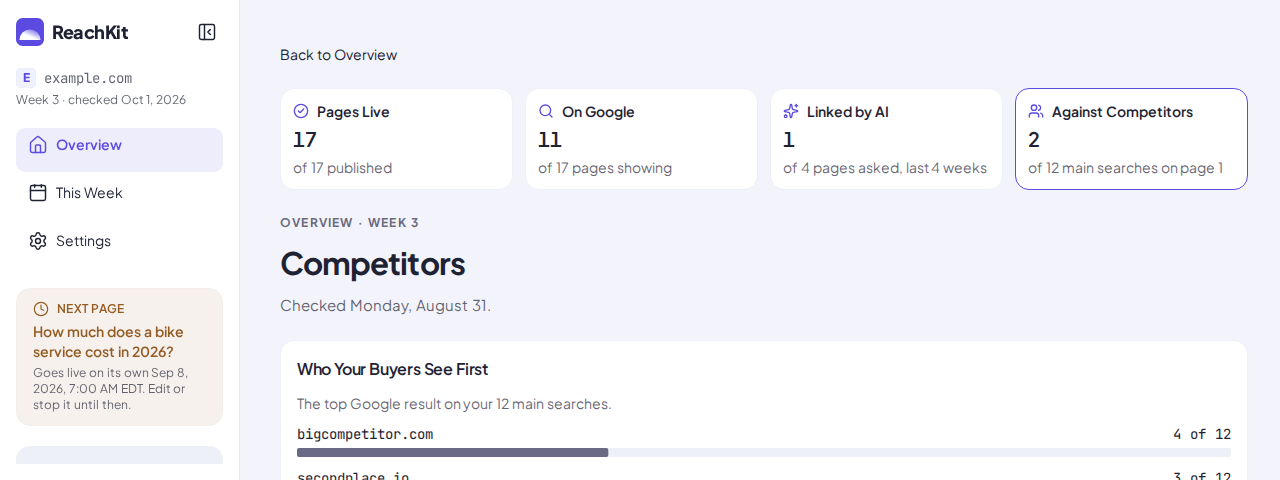 ReachKit
E example.com
Week 3 · checked Oct 1, 2026
Overview
This Week
Settings
NEXT PAGE
How much does a bike
service cost in 2026?
Goes live on its own Sep 8,
2026, 7:00 AM EDT. Edit or
stop it until then.
Back to Overview
Pages Live
17
of 17 published
On Google
11
of 17 pages showing
Linked by AI
1
of 4 pages asked, last 4 weeks
Against Competitors
2
of 12 main searches on page 1
OVERVIEW · WEEK 3
Competitors
Checked Monday, August 31.
Who Your Buyers See First
The top Google result on your 12 main searches.
bigcompetitor.com 4 of 12
secondplace.io 3 of 12